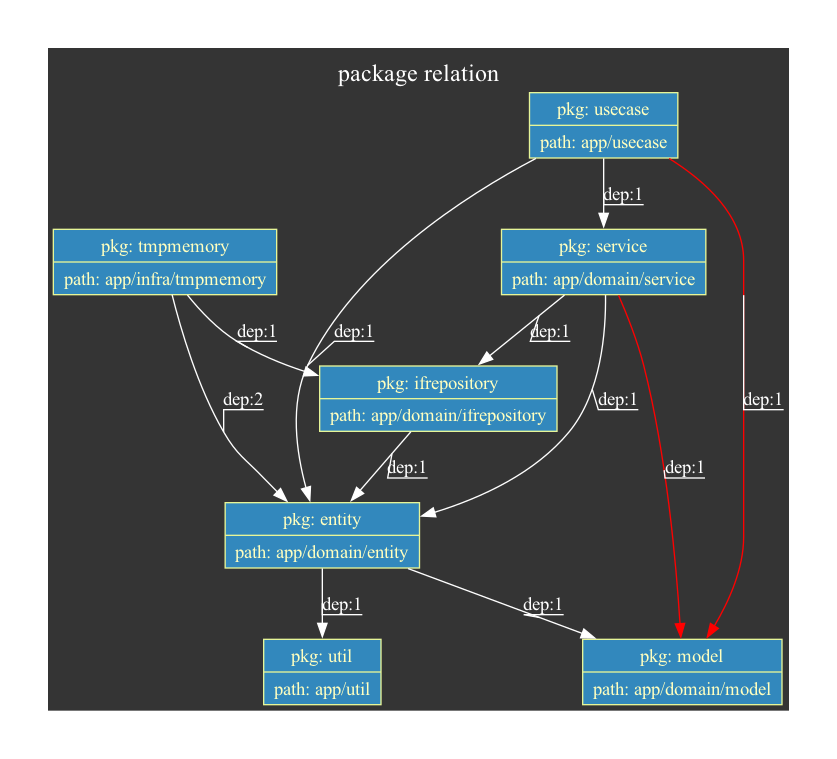 package relation
pkg: usecase
path: app/usecase
dep:1
pkg: tmpmemory
path: app/infra/tmpmemory
pkg: service
path: app/domain/service
dep:1
dep:1
dep:1
pkg: ifrepository
path: app/domain/ifrepository
dep:2
dep:1
dep:1
dep:1
dep:1
pkg: entity
path: app/domain/entity
dep:1
dep:1
pkg: util
path: app/util
pkg: model
path: app/domain/model